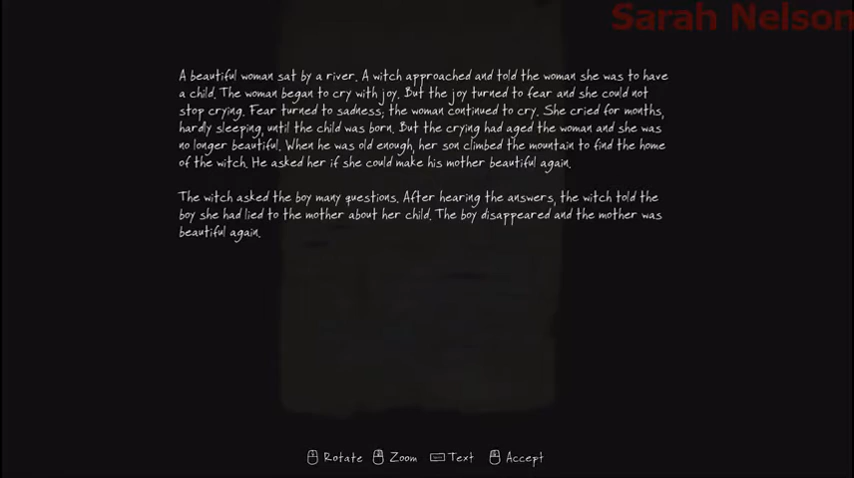 Sarah Nelson
A beautiful woman sat by a river. A witch approached and told the woman she was to have
a child. The woman began to cry with joy. But the joy turned to fear and she could not
stop crying. Fear turned to sadness; the woman continued to cry. She cried for months,
hardly sleeping, until the child was born. But the crying had aged the woman and she was
no longer beautiful. When he was old enough, her son climbed the mountain to find the home
of the witch. He asked her if she could make his mother beautiful again.
The witch asked the boy many questions. After hearing the answers, the witch told the
boy she had lied to the mother about her child. The boy disappeared and the mother was
beautiful again.
Rotate Zoom Text Accept